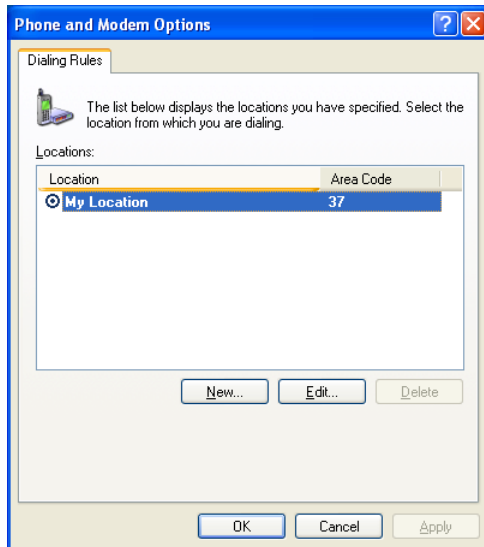 Phone and Modem Options
Dialing Rules
The list below displays the locations you have specified. Select the
location from which you are dialing.
Locations:
Location Area Code
My Location 37
New... Edit... Delete
OK Cancel Apply